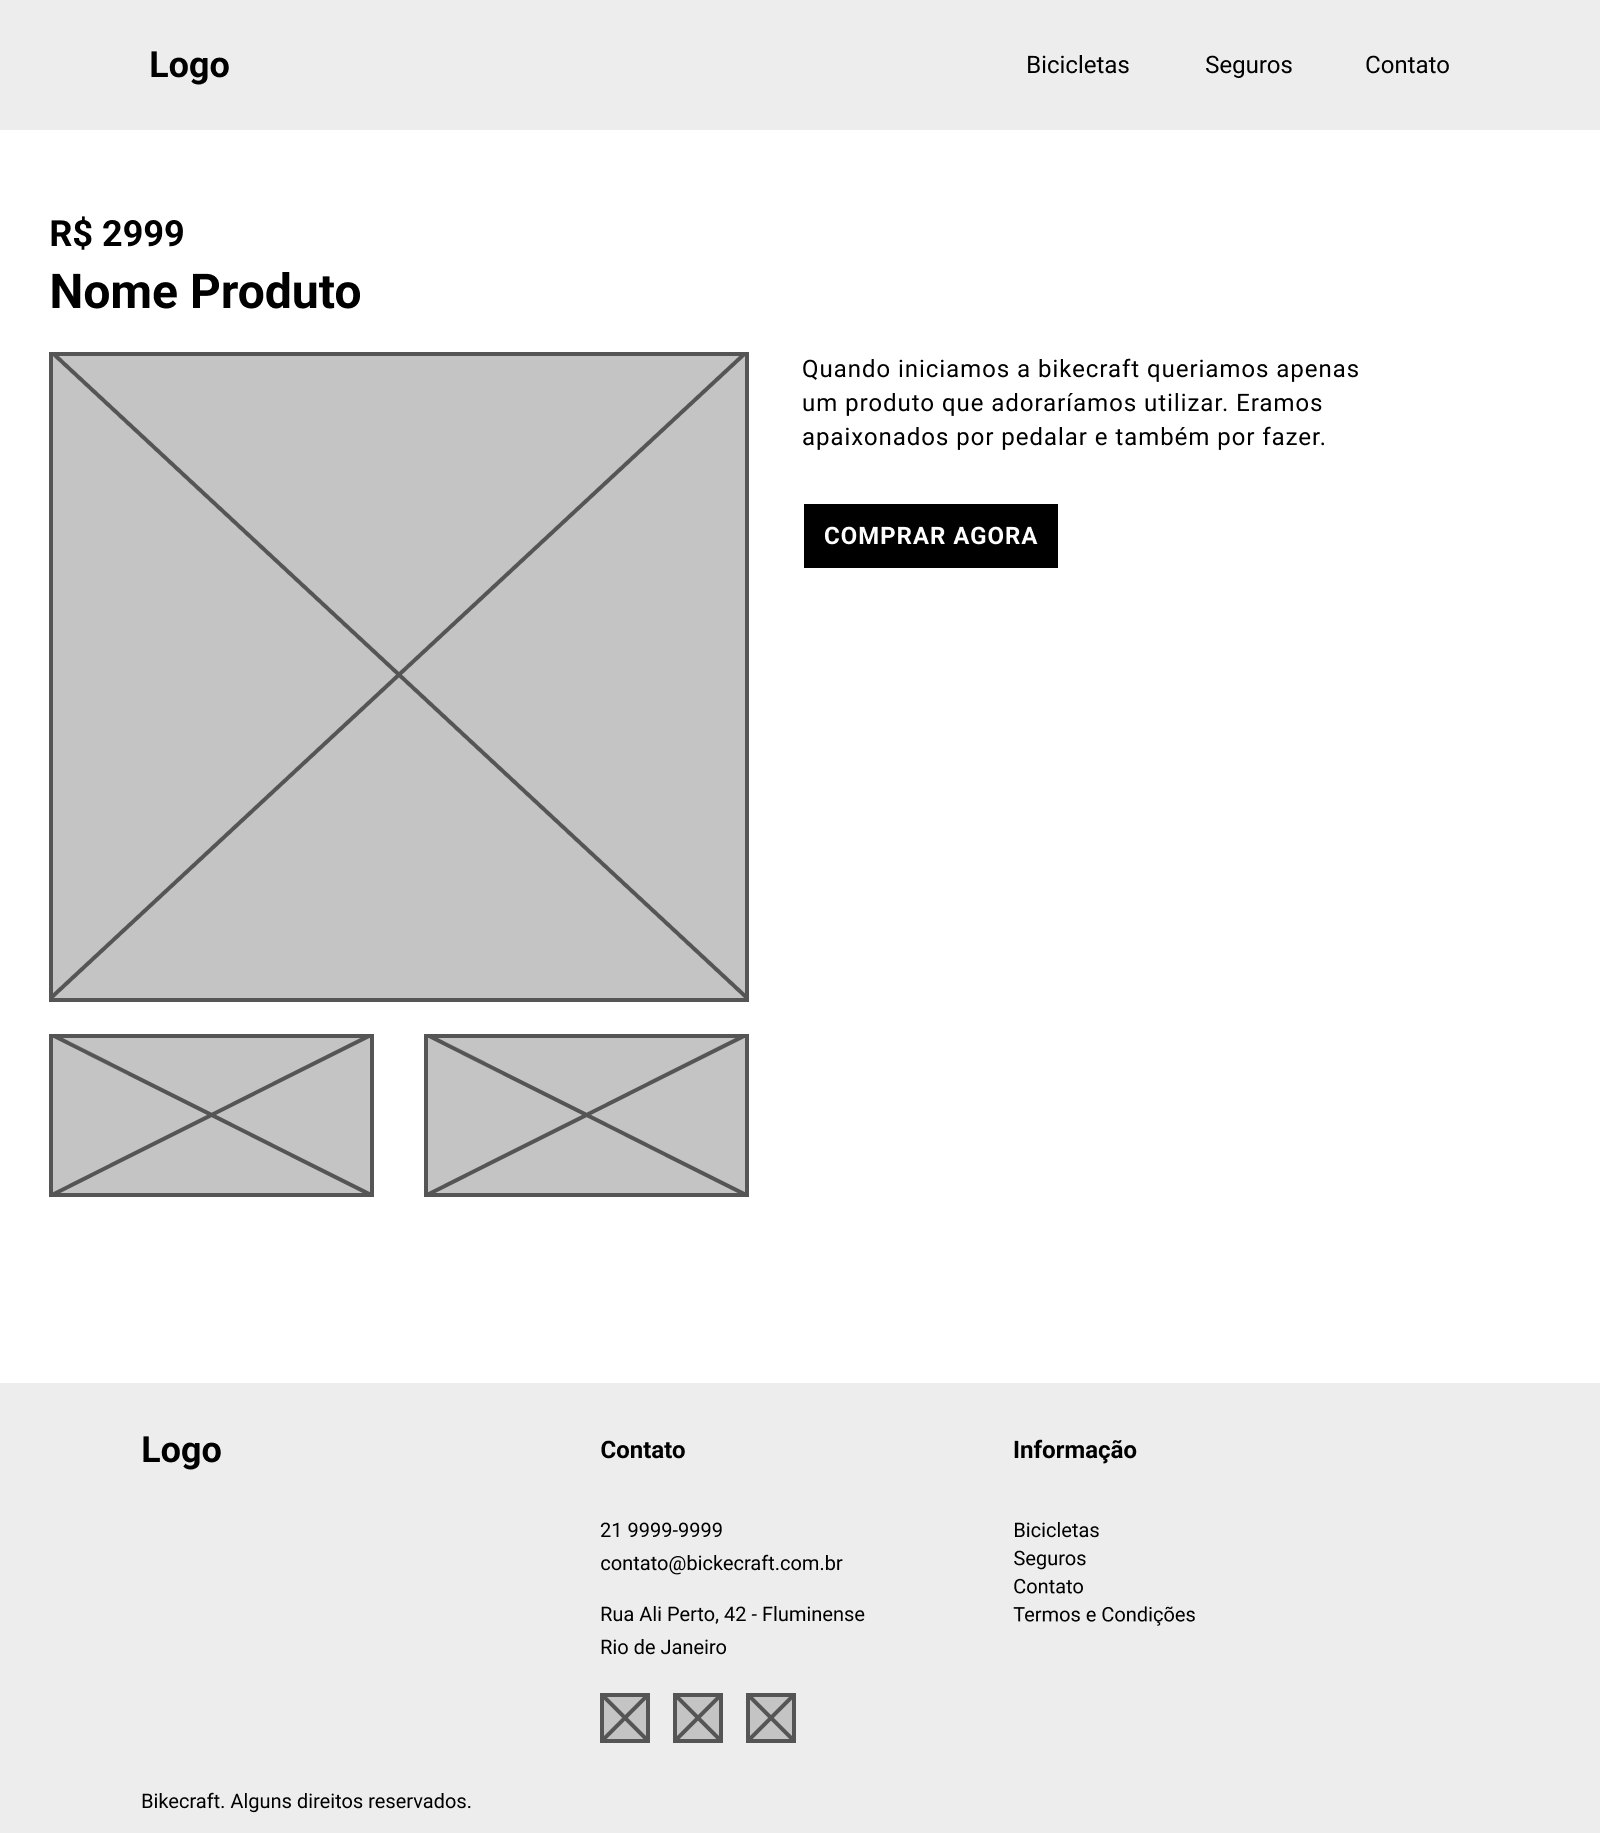 Logo
Bicicletas
Seguros
Contato
R$ 2999
Nome Produto
Quando iniciamos a bikecraft queriamos apenas
um produto que adoraríamos utilizar. Eramos
apaixonados por pedalar e também por fazer.
COMPRAR AGORA
Logo
Contato
21 9999-9999
contato@bickecraft.com.br
Rua Ali Perto, 42 - Fluminense
Rio de Janeiro
Informação
Bicicletas
Seguros
Contato
Termos e Condições
Bikecraft. Alguns direitos reservados.